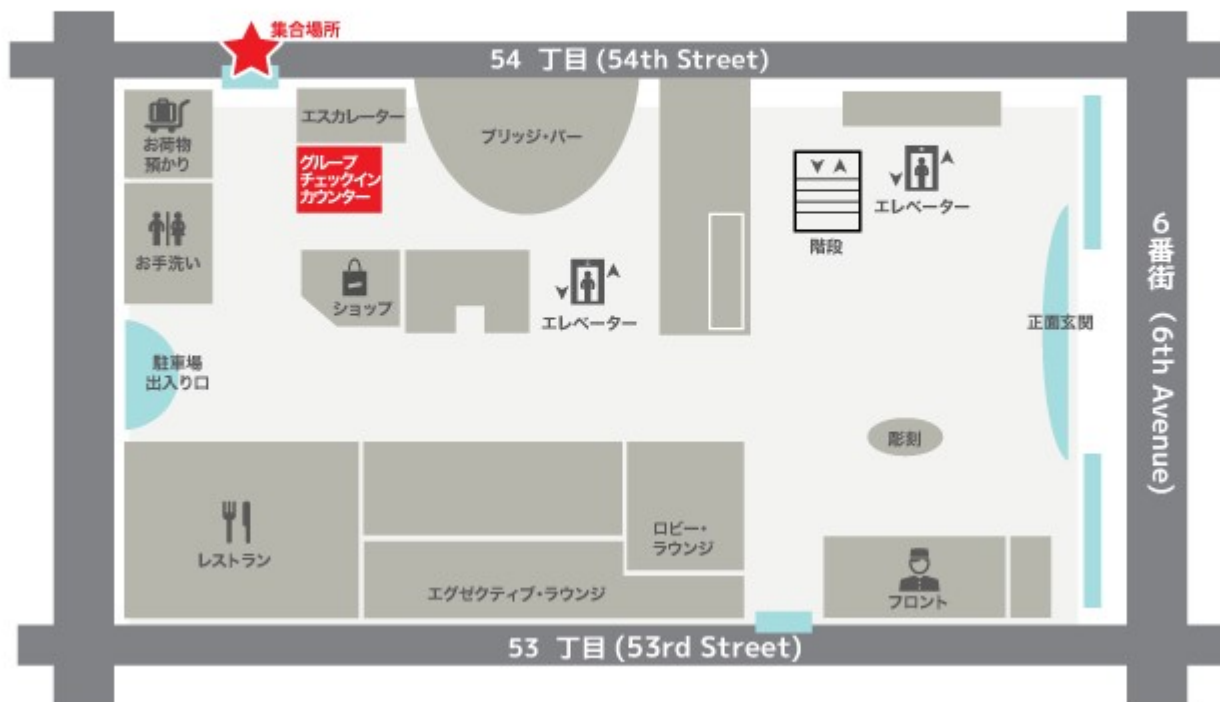 集合場所
54 丁目 (54th Street)
お荷物
預かり
エスカレーター
グループ
チェックイン
カウンター
ブリッジ・バー
エレベーター
階段
お手洗い
ショップ
エレベーター
正面玄関
6番街 (6th Avenue)
駐車場
出入り口
彫刻
レストラン
ロビー・
ラウンジ
エグゼクティブ・ラウンジ
フロント
53 丁目 (53rd Street)